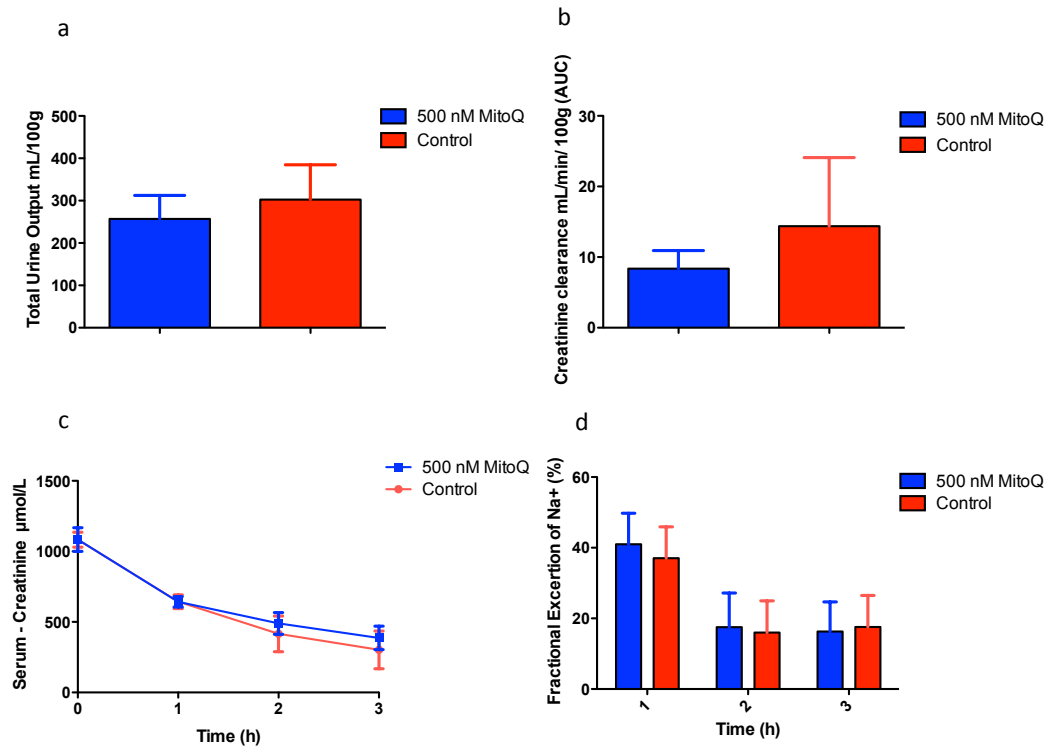 a
500 nM MitoQ
Control
Total Urine Output mL/100g
500
400
300
200
100
0
b
500 nM MitoQ
Control
Creatinine clearance mL/min/ 100g (AUC)
30
20
10
0
c
500 nM MitoQ
Control
Serum - Creatinine µmol/L
1500
1000
500
0
0 1 2 3
Time (h)
d
500 nM MitoQ
Control
Fractional Excertion of Na+ (%)
60
40
20
0
1 2 3
Time (h)